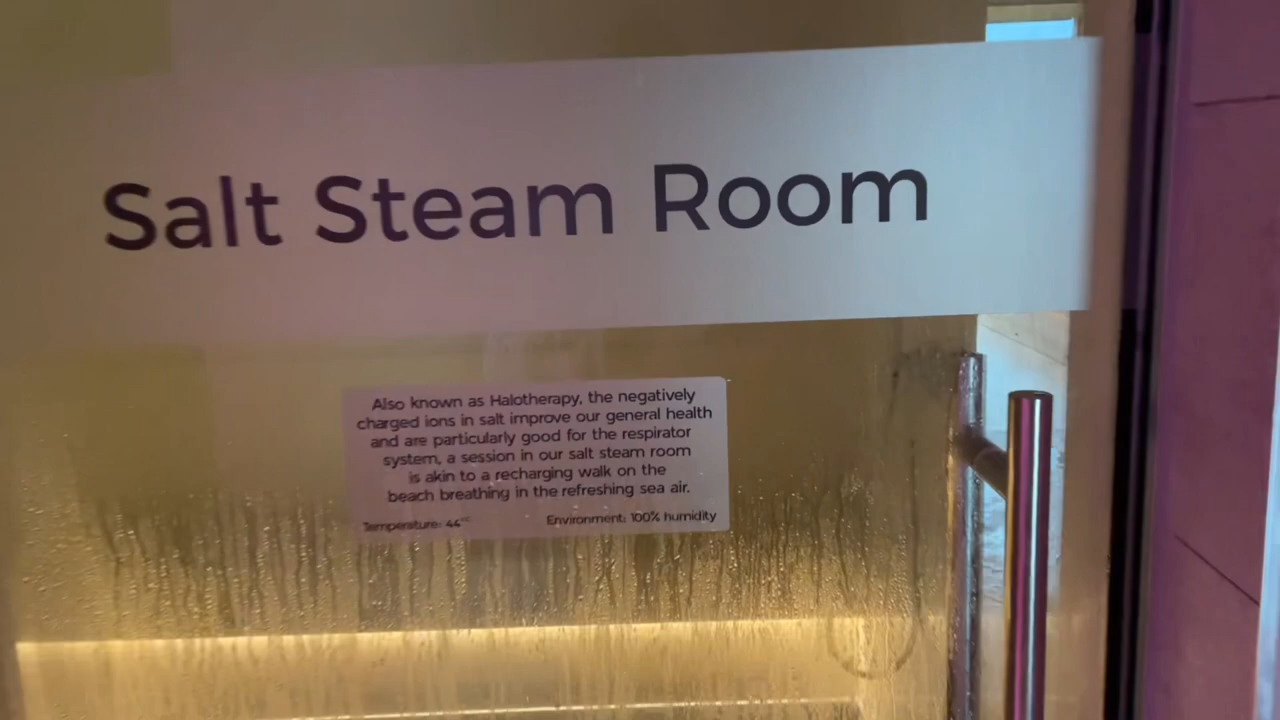 Salt Steam Room
Also known as Halotherapy, the negatively
charged ions in salt improve our general health
and are particularly good for the respirator
system, a session in our salt steam room
is akin to a recharging walk on the
beach breathing in the refreshing sea air.
Temperature: 44°C Environment: 100% humidity